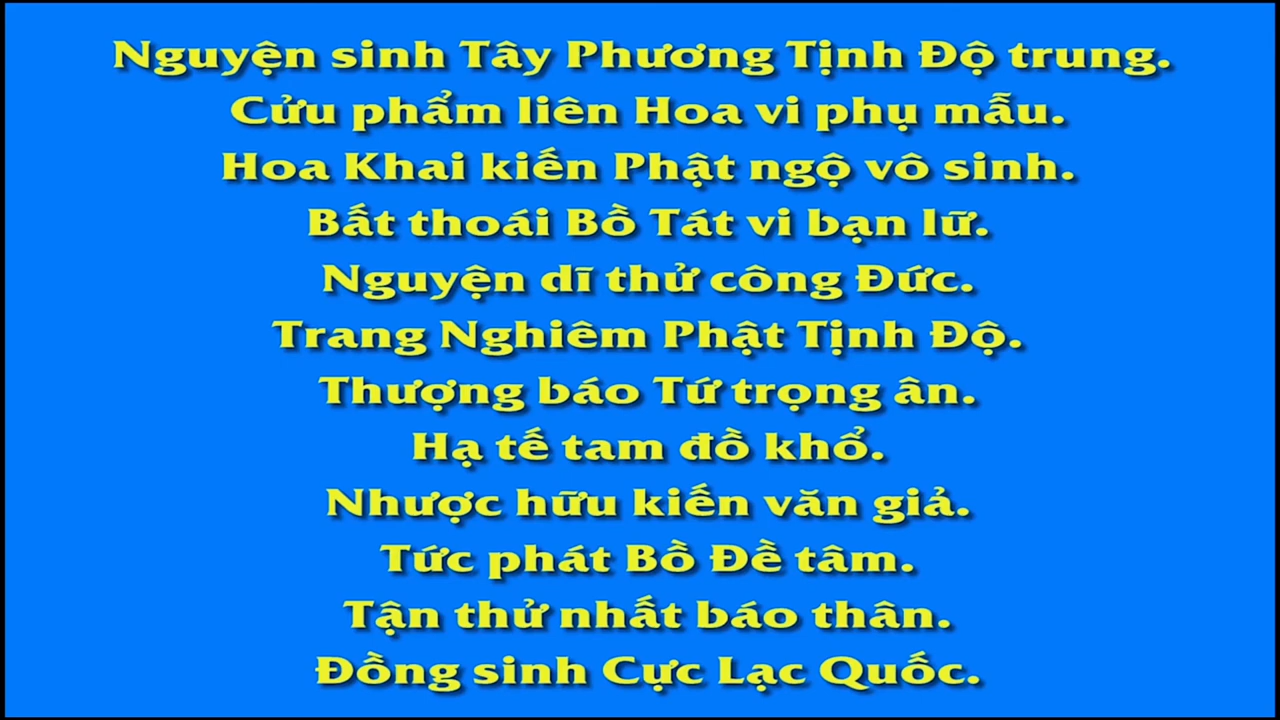 Nguyện sinh Tây Phương Tịnh Độ trung.
Cửu phẩm liên Hoa vi phụ mẫu.
Hoa Khai kiến Phật ngộ vô sinh.
Bất thoái Bồ Tát vi bạn lữ.
Nguyện dĩ thử công Đức.
Trang Nghiêm Phật Tịnh Độ.
Thượng báo Tứ trọng ân.
Hạ tế tam đồ khổ.
Nhược hữu kiến văn giả.
Tức phát Bồ Đề tâm.
Tận thử nhất báo thân.
Đồng sinh Cực Lạc Quốc.